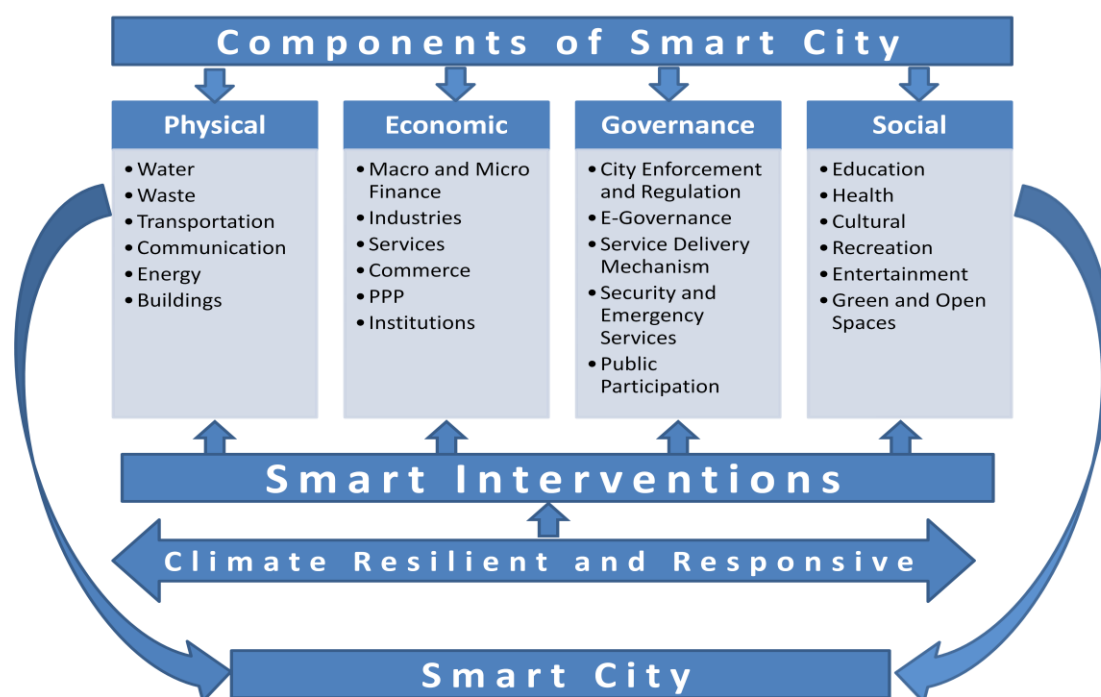 Components of Smart City
Physical
• Water
• Waste
• Transportation
• Communication
• Energy
• Buildings
Economic
• Macro and Micro
Finance
• Industries
• Services
• Commerce
• PPP
• Institutions
Governance
• City Enforcement
and Regulation
• E-Governance
• Service Delivery
Mechanism
• Security and
Emergency
Services
• Public
Participation
Social
• Education
• Health
• Cultural
• Recreation
• Entertainment
• Green and Open
Spaces
Smart Interventions
Climate Resilient and Responsive
Smart City